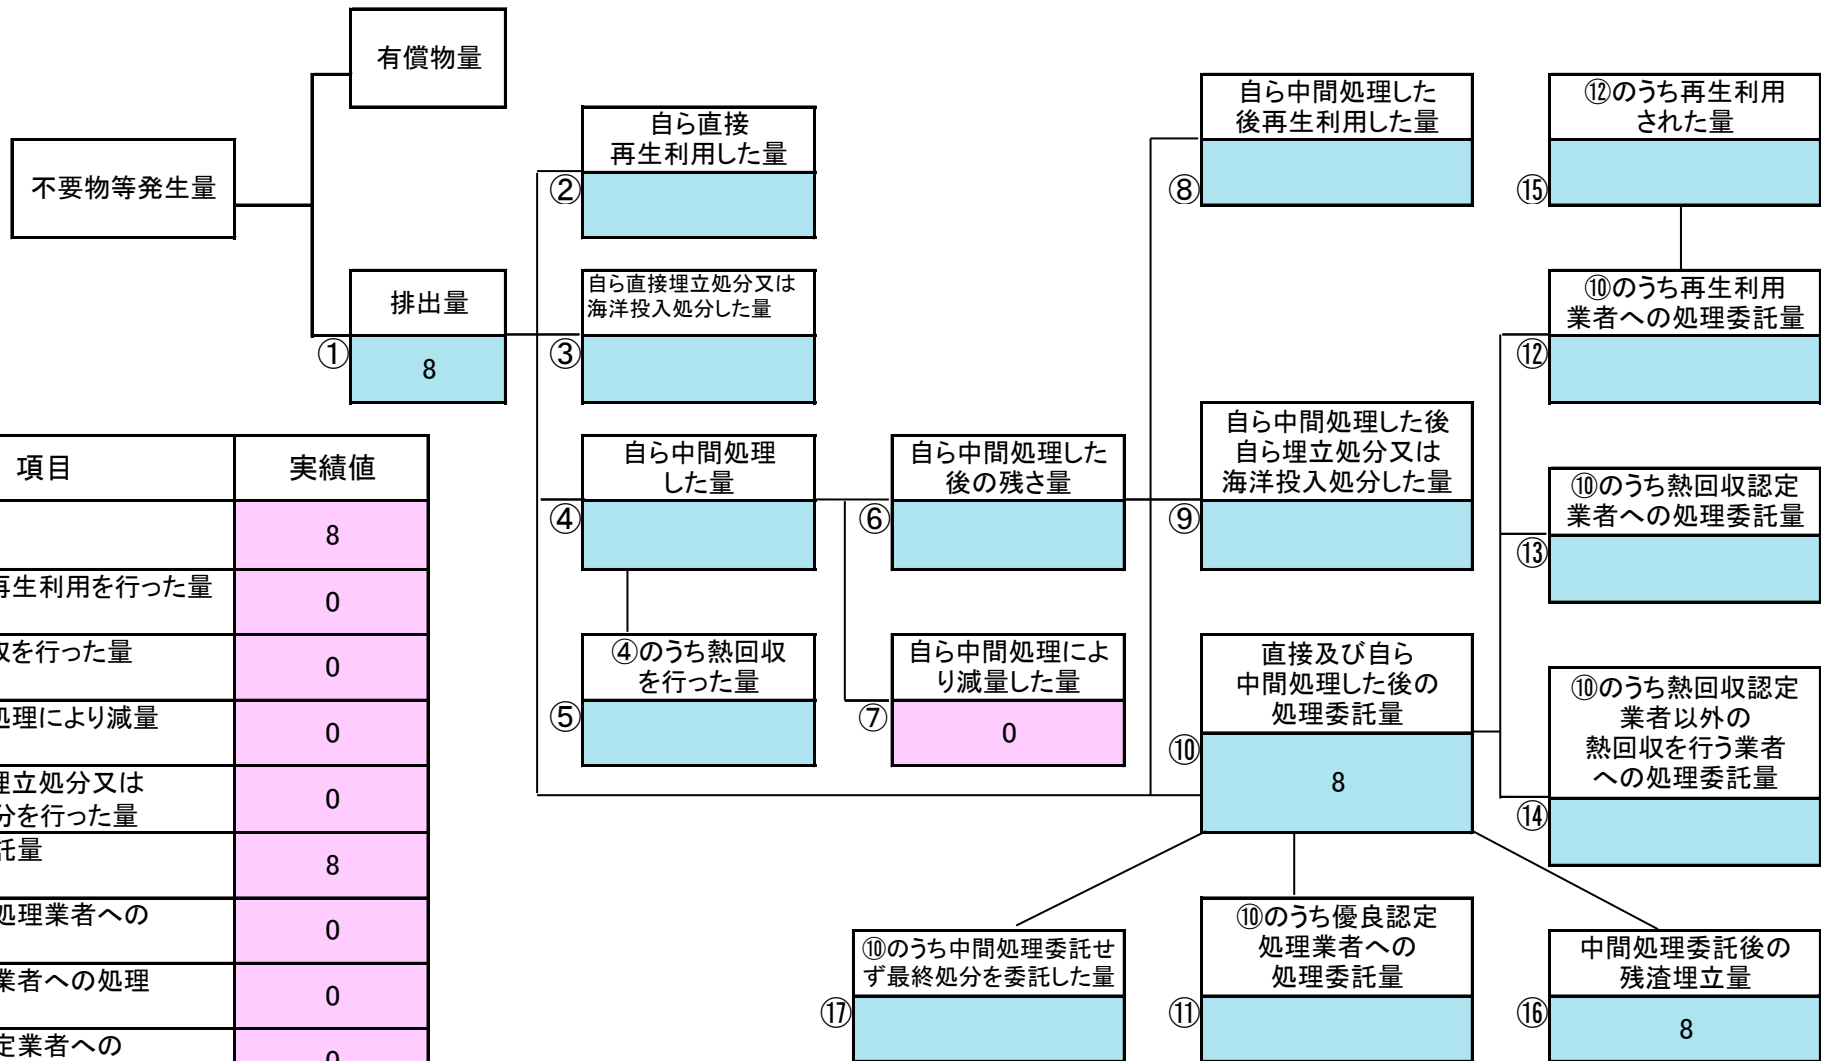 有償物量
不要物等発生量
排出量
①
8
自ら直接
再生利用した量
②
自ら直接埋立処分又は
海洋投入処分した量
③
自ら中間処理
した量
④
④のうち熱回収
を行った量
⑤
自ら中間処理した
後の残さ量
⑥
自ら中間処理によ
り減量した量
⑦
0
自ら中間処理した
後再生利用した量
⑧
自ら中間処理した後
自ら埋立処分又は
海洋投入処分した量
⑨
直接及び自ら
中間処理した後の
処理委託量
⑩
8
⑫のうち再生利用
された量
⑮
⑩のうち再生利用
業者への処理委託量
⑫
⑩のうち熱回収認定
業者への処理委託量
⑬
⑩のうち熱回収認定
業者以外の
熱回収を行う業者
への処理委託量
⑭
⑩のうち中間処理委託せ
ず最終処分を委託した量
⑰
⑩のうち優良認定
処理業者への
処理委託量
⑪
中間処理委託後の
残渣埋立量
⑯
8
項目 実績値
8
再生利用を行った量
0
を行った量
0
処理により減量
0
埋立処分又は
分を行った量
0
託量
8
処理業者への
0
業者への処理
0
定業者への
0